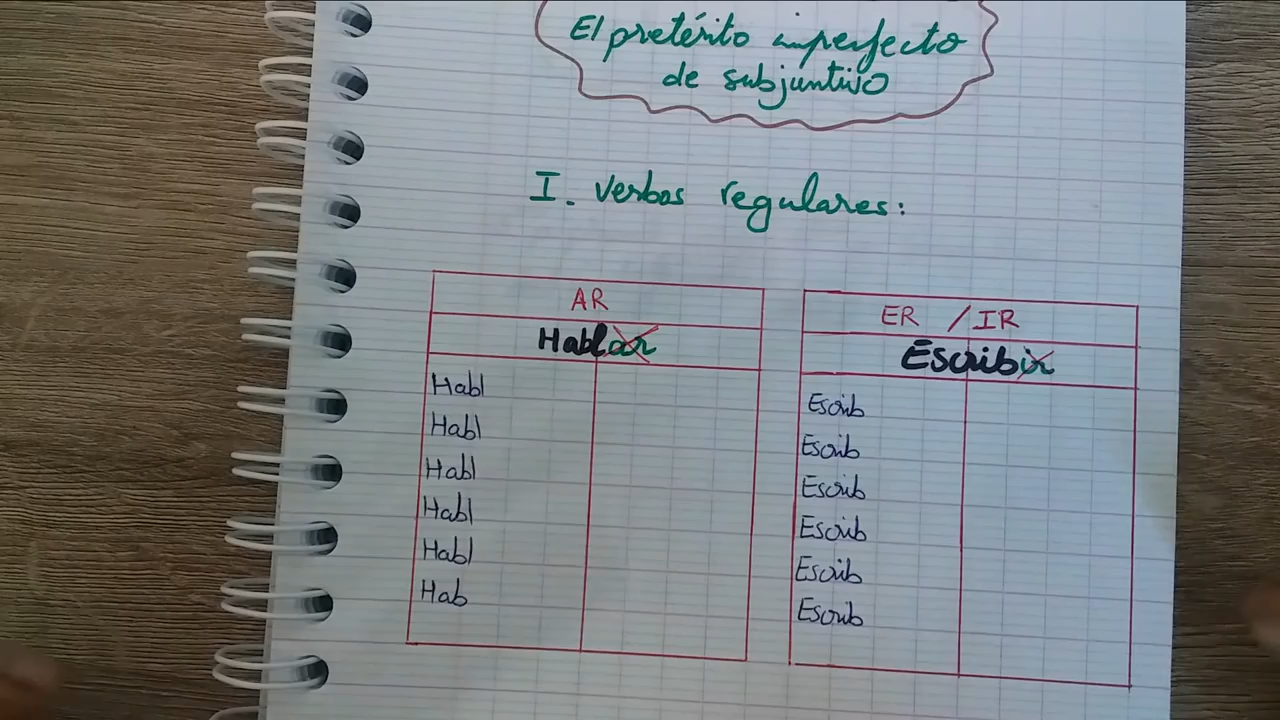 El pretérito imperfecto
de subjuntivo
I. Verbos regulares:
AR
Hablar
Habl
Habl
Habl
Habl
Habl
Hab
ER / IR
Escribir
Escrib
Escrib
Escrib
Escrib
Escrib
Escrib